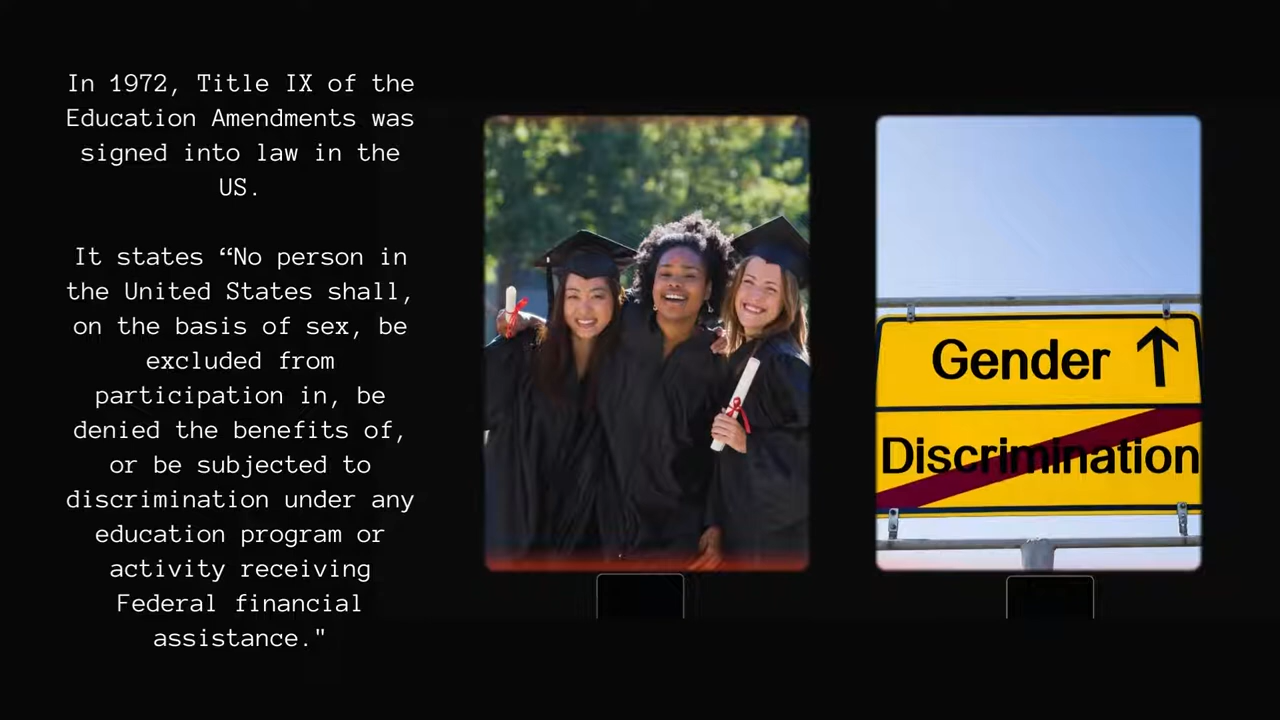 In 1972, Title IX of the
Education Amendments was
signed into law in the
US.
It states “No person in
the United States shall,
on the basis of sex, be
excluded from
participation in, be
denied the benefits of,
or be subjected to
discrimination under any
education program or
activity receiving
Federal financial
assistance."
Gender ↑
Discrimination